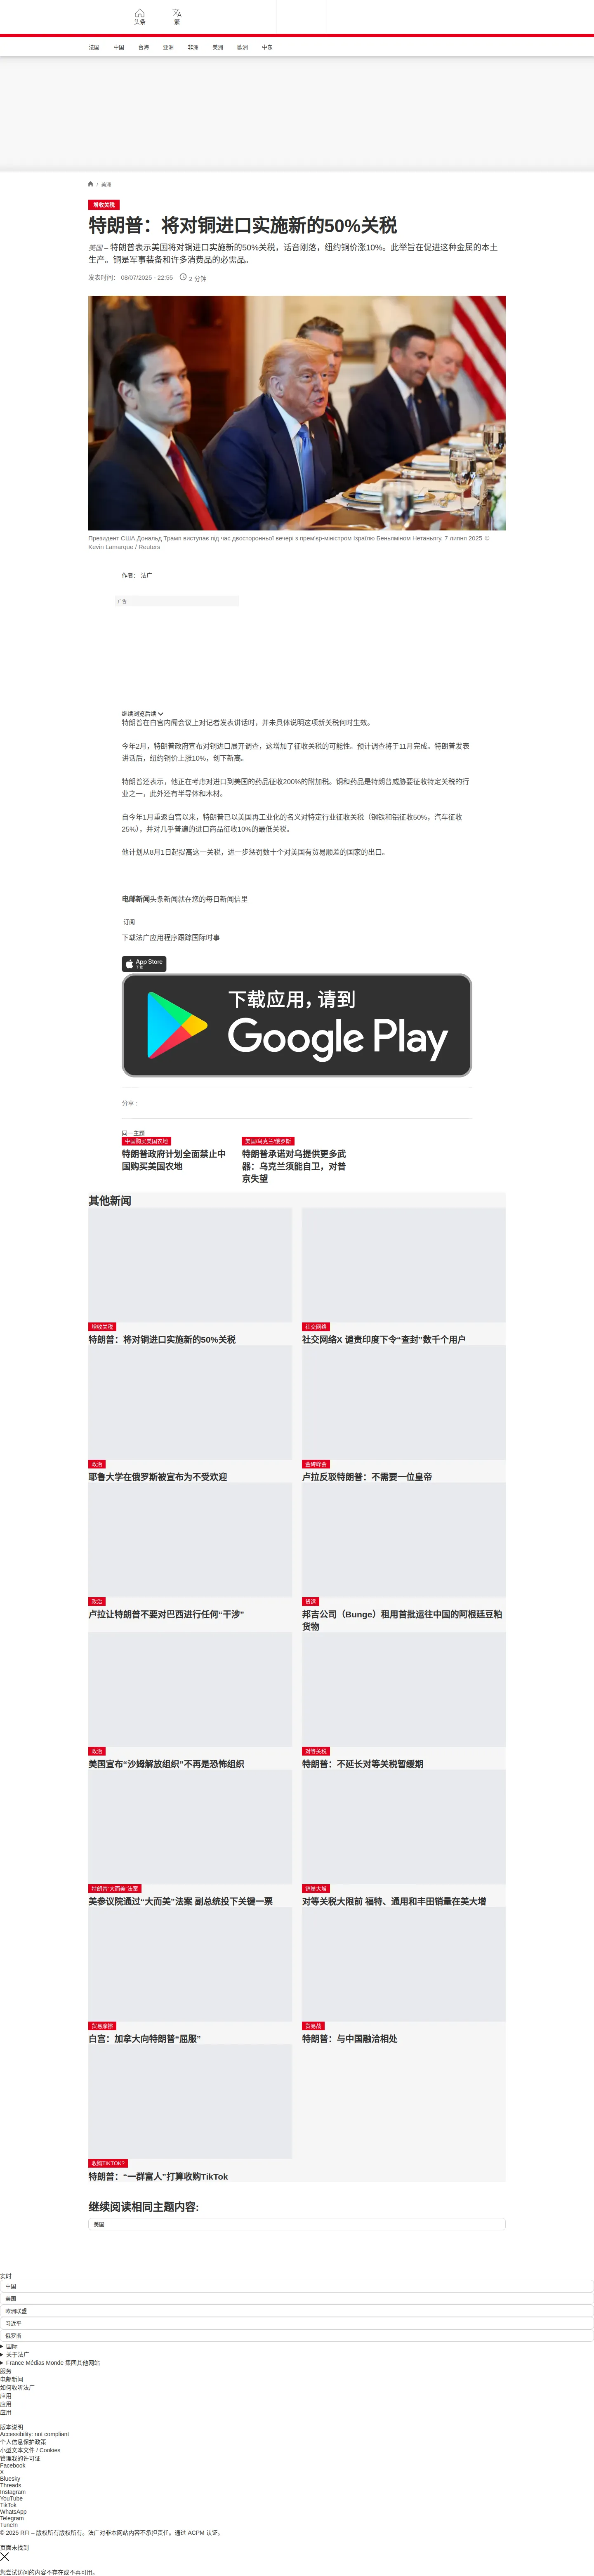 头条
繁
法国
中国
台海
亚洲
非洲
美洲
欧洲
中东
/ 美洲
增收关税
特朗普：将对铜进口实施新的50%关税
美国 – 特朗普表示美国将对铜进口实施新的50%关税，话音刚落，纽约铜价涨10%。此举旨在促进这种金属的本土
生产。铜是军事装备和许多消费品的必需品。
发表时间： 08/07/2025 - 22:55
2 分钟
Президент США Дональд Трамп виступає під час двосторонньої вечері з прем'єр-міністром Ізраїлю Беньяміном Нетаньягу. 7 липня 2025 ©
Kevin Lamarque / Reuters
作者： 法广
广告
继续浏览后续
特朗普在白宫内阁会议上对记者发表讲话时，并未具体说明这项新关税何时生效。
今年2月，特朗普政府宣布对铜进口展开调查，这增加了征收关税的可能性。预计调查将于11月完成。特朗普发表
讲话后，纽约铜价上涨10%，创下新高。
特朗普还表示，他正在考虑对进口到美国的药品征收200%的附加税。铜和药品是特朗普威胁要征收特定关税的行
业之一，此外还有半导体和木材。
自今年1月重返白宫以来，特朗普已以美国再工业化的名义对特定行业征收关税（钢铁和铝征收50%，汽车征收
25%），并对几乎普遍的进口商品征收10%的最低关税。
他计划从8月1日起提高这一关税，进一步惩罚数十个对美国有贸易顺差的国家的出口。
电邮新闻头条新闻就在您的每日新闻信里
订阅
下载法广应用程序跟踪国际时事
App Store
下载
下载应用，请到
Google Play
分享 :
同一主题
中国购买美国农地
特朗普政府计划全面禁止中
国购买美国农地
美国/乌克兰/俄罗斯
特朗普承诺对乌提供更多武
器：乌克兰须能自卫，对普
京失望
其他新闻
增收关税
特朗普：将对铜进口实施新的50%关税
社交网络
社交网络X 谴责印度下令“查封”数千个用户
政治
耶鲁大学在俄罗斯被宣布为不受欢迎
金砖峰会
卢拉反驳特朗普：不需要一位皇帝
政治
卢拉让特朗普不要对巴西进行任何“干涉”
贸运
邦吉公司（Bunge）租用首批运往中国的阿根廷豆粕
货物
政治
美国宣布“沙姆解放组织”不再是恐怖组织
对等关税
特朗普：不延长对等关税暂缓期
特朗普“大而美”法案
美参议院通过“大而美”法案 副总统投下关键一票
销量大增
对等关税大限前 福特、通用和丰田销量在美大增
贸易摩擦
白宫：加拿大向特朗普“屈服”
贸易战
特朗普：与中国融洽相处
收购TIKTOK?
特朗普：“一群富人”打算收购TikTok
继续阅读相同主题内容:
美国
实时
中国
美国
欧洲联盟
习近平
俄罗斯
国际
关于法广
France Médias Monde 集团其他网站
服务
电邮新闻
如何收听法广
应用
应用
应用
版本说明
Accessibility: not compliant
个人信息保护政策
小型文本文件 / Cookies
管理我的许可证
Facebook
X
Bluesky
Threads
Instagram
YouTube
TikTok
WhatsApp
Telegram
TuneIn
© 2025 RFI – 版权所有版权所有。法广对非本网站内容不承担责任。通过 ACPM 认证。
页面未找到
您尝试访问的内容不存在或不再可用。